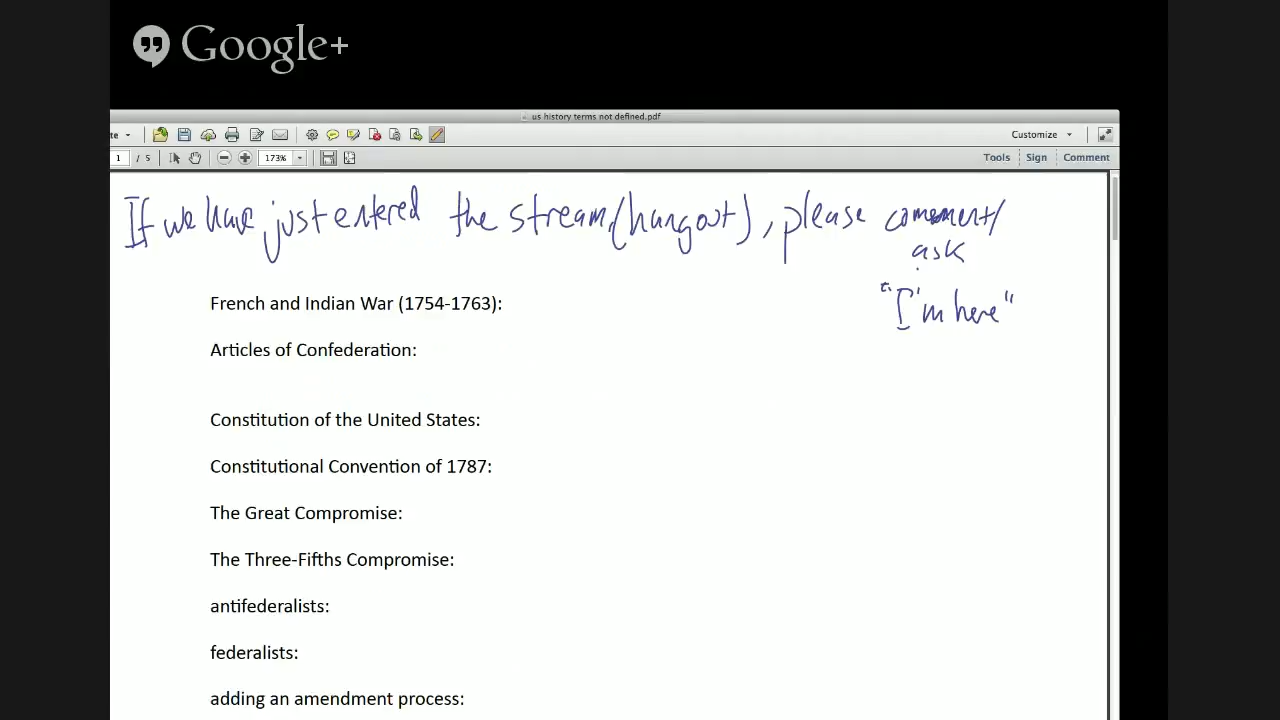 Google+
us history terms not defined.pdf
Customize
1 / 5 173% Tools Sign Comment
If we have just entered the stream(hangout), please comment/
ask
"I'm here"
French and Indian War (1754-1763):
Articles of Confederation:
Constitution of the United States:
Constitutional Convention of 1787:
The Great Compromise:
The Three-Fifths Compromise:
antifederalists:
federalists:
adding an amendment process: